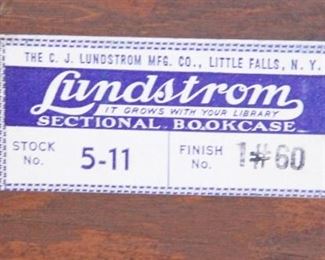 THE C. J. LUNDSTROM MFG. CO., LITTLE FALLS, N. Y.
Lundstrom
IT GROWS WITH YOUR LIBRARY
SECTIONAL BOOKCASE
STOCK No. 5-11 FINISH No. 1#60